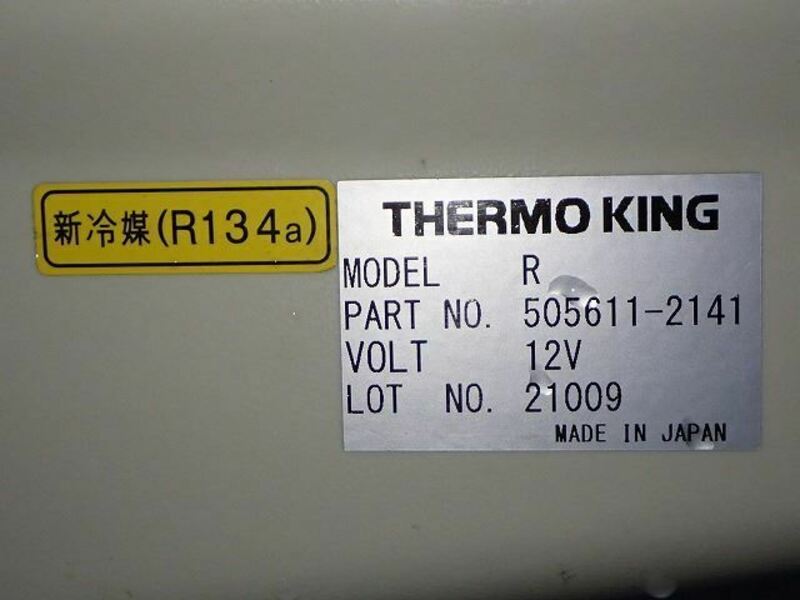 新冷媒(R134a)
THERMO KING
MODEL R
PART NO. 505611-2141
VOLT 12V
LOT NO. 21009
MADE IN JAPAN